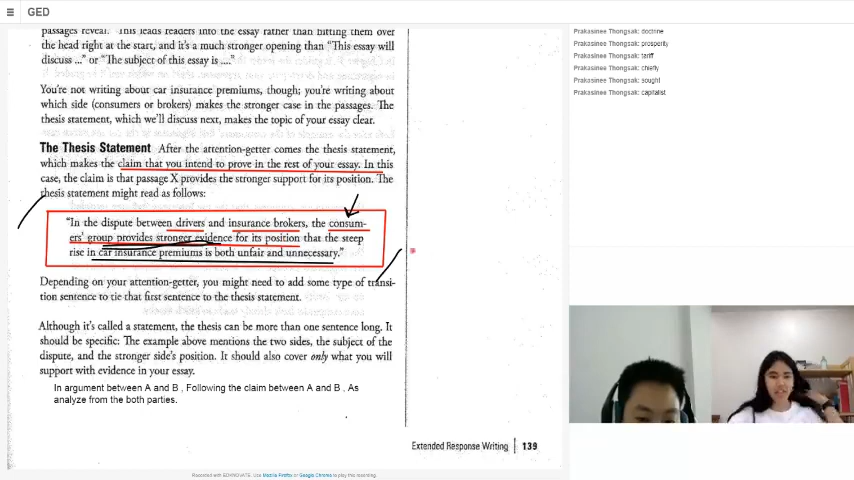 GED
passages reveal. This leads readers into the essay rather than hitting them over
the head right at the start, and it's a much stronger opening than "This essay will
discuss ..." or "The subject of this essay is ...."
You're not writing about car insurance premiums, though; you're writing about
which side (consumers or brokers) makes the stronger case in the passages. The
thesis statement, which we'll discuss next, makes the topic of your essay clear.
The Thesis Statement After the attention-getter comes the thesis statement,
which makes the claim that you intend to prove in the rest of your essay. In this
case, the claim is that passage X provides the stronger support for its position. The
thesis statement might read as follows:
"In the dispute between drivers and insurance brokers, the consum-
ers' group provides stronger evidence for its position that the steep
rise in car insurance premiums is both unfair and unnecessary."
Depending on your attention-getter, you might need to add some type of transi-
tion sentence to tie that first sentence to the thesis statement.
Although it's called a statement, the thesis can be more than one sentence long. It
should be specific: The example above mentions the two sides, the subject of the
dispute, and the stronger side's position. It should also cover only what you will
support with evidence in your essay.
In argument between A and B , Following the claim between A and B , As
analyze from the both parties.
Extended Response Writing 139
Recorded with EDKNOVATE. Use Mozilla Firefox or Google Chrome to play this recording.
Prakasinee Thongsak: doctrine
Prakasinee Thongsak: prosperity
Prakasinee Thongsak: tariff
Prakasinee Thongsak: chiefly
Prakasinee Thongsak: sought
Prakasinee Thongsak: capitalist